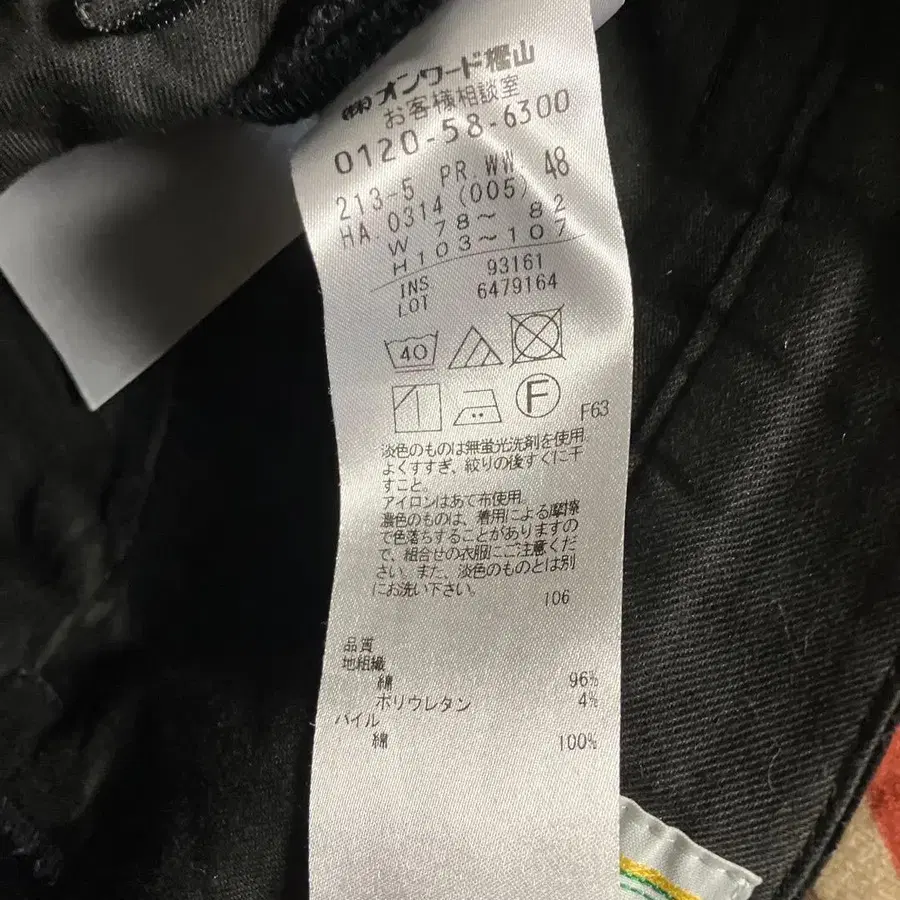 ㈱オンワード樫山
お客様相談室
0120-58-6300
213-5 PR.WW 48
HA 0314 (005)
W 78〜 82
H103〜107
INS 93161
LOT 6479164
40
F
F63
淡色のものは無蛍光洗剤を使用
よくすすぎ、絞りの後すぐに干
すこと。
アイロンはあて布使用。
濃色のものは、着用による摩擦
で色落ちすることがありますの
で、組合せの衣服にご注意くだ
さい。また、淡色のものとは別
にお洗い下さい。
106
品質
地組織
綿 96%
ポリウレタン 4%
パイル
綿 100%